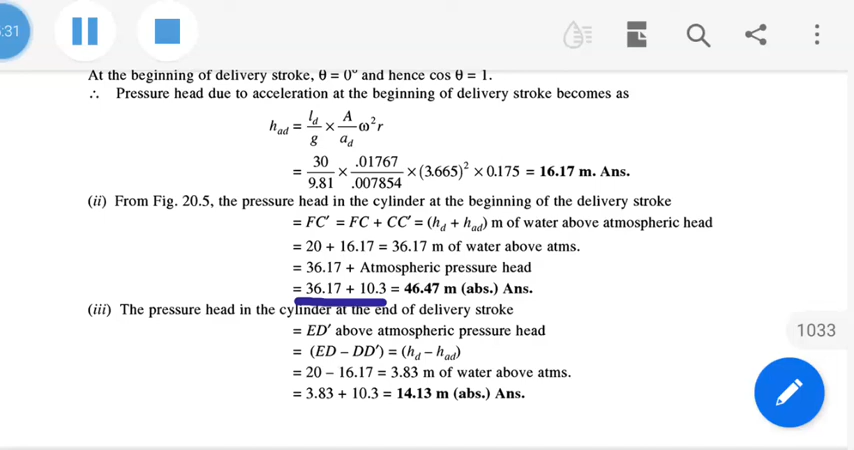 :31
At the beginning of delivery stroke, θ = 0° and hence cos θ = 1.
∴ Pressure head due to acceleration at the beginning of delivery stroke becomes as
h_ad = l_d/g × A/a_d ω²r
= 30/9.81 × .01767/.007854 × (3.665)² × 0.175 = 16.17 m. Ans.
(ii) From Fig. 20.5, the pressure head in the cylinder at the beginning of the delivery stroke
= FC′ = FC + CC′ = (h_d + h_ad) m of water above atmospheric head
= 20 + 16.17 = 36.17 m of water above atms.
= 36.17 + Atmospheric pressure head
= 36.17 + 10.3 = 46.47 m (abs.) Ans.
(iii) The pressure head in the cylinder at the end of delivery stroke
= ED′ above atmospheric pressure head
= (ED – DD′) = (h_d – h_ad)
= 20 – 16.17 = 3.83 m of water above atms.
= 3.83 + 10.3 = 14.13 m (abs.) Ans.
1033